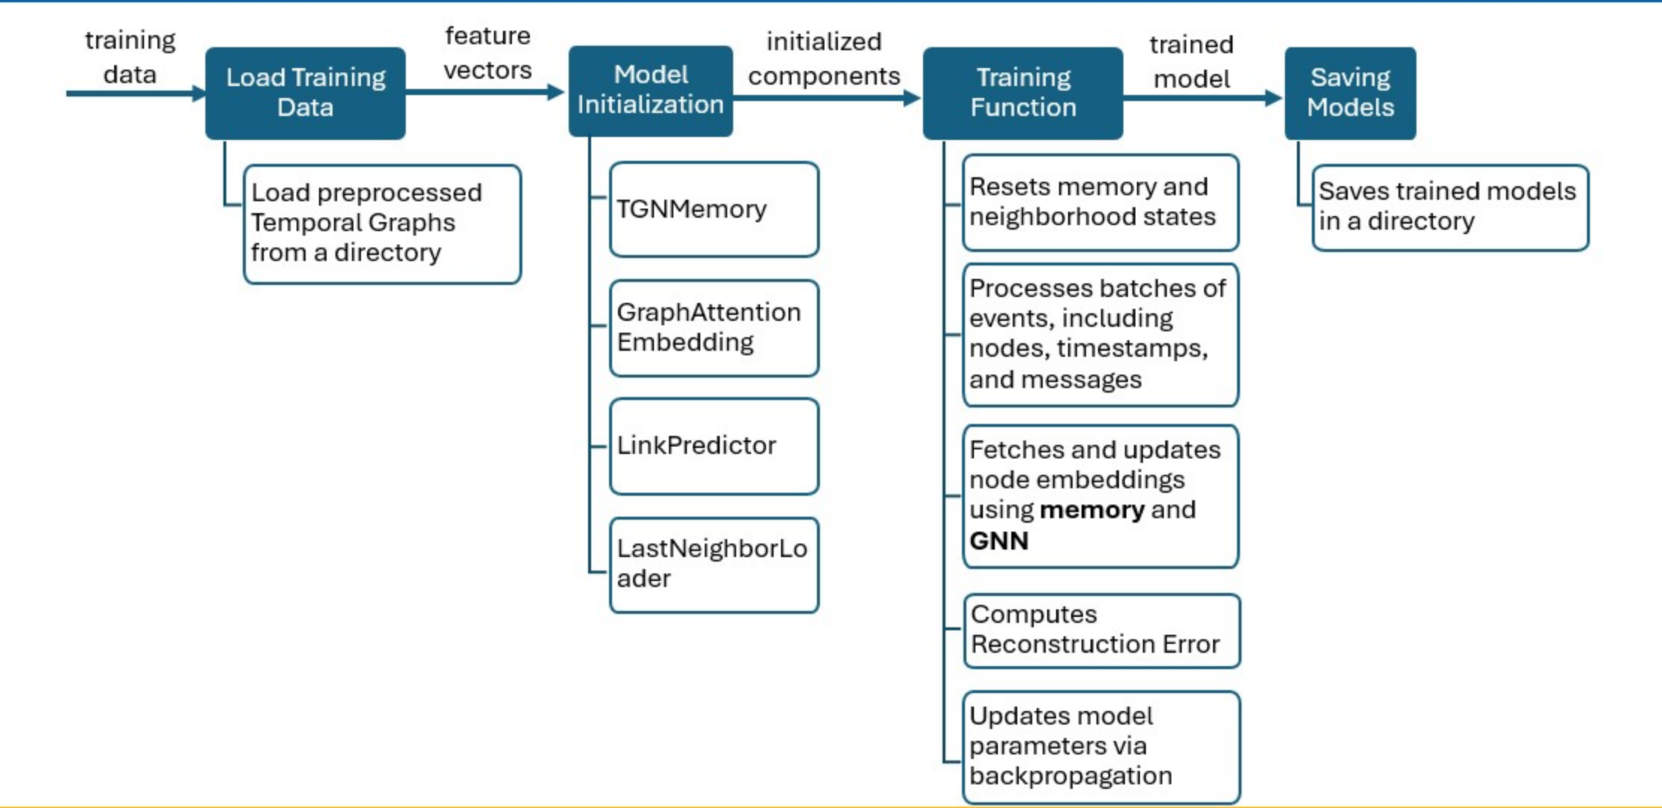 training
data
Load Training
Data
feature
vectors
Model
Initialization
initialized
components
Training
Function
trained
model
Saving
Models
Load preprocessed
Temporal Graphs
from a directory
TGNMemory
GraphAttention
Embedding
LinkPredictor
LastNeighborLo
ader
Resets memory and
neighborhood states
Processes batches of
events, including
nodes, timestamps,
and messages
Fetches and updates
node embeddings
using memory and
GNN
Computes
Reconstruction Error
Updates model
parameters via
backpropagation
Saves trained models
in a directory